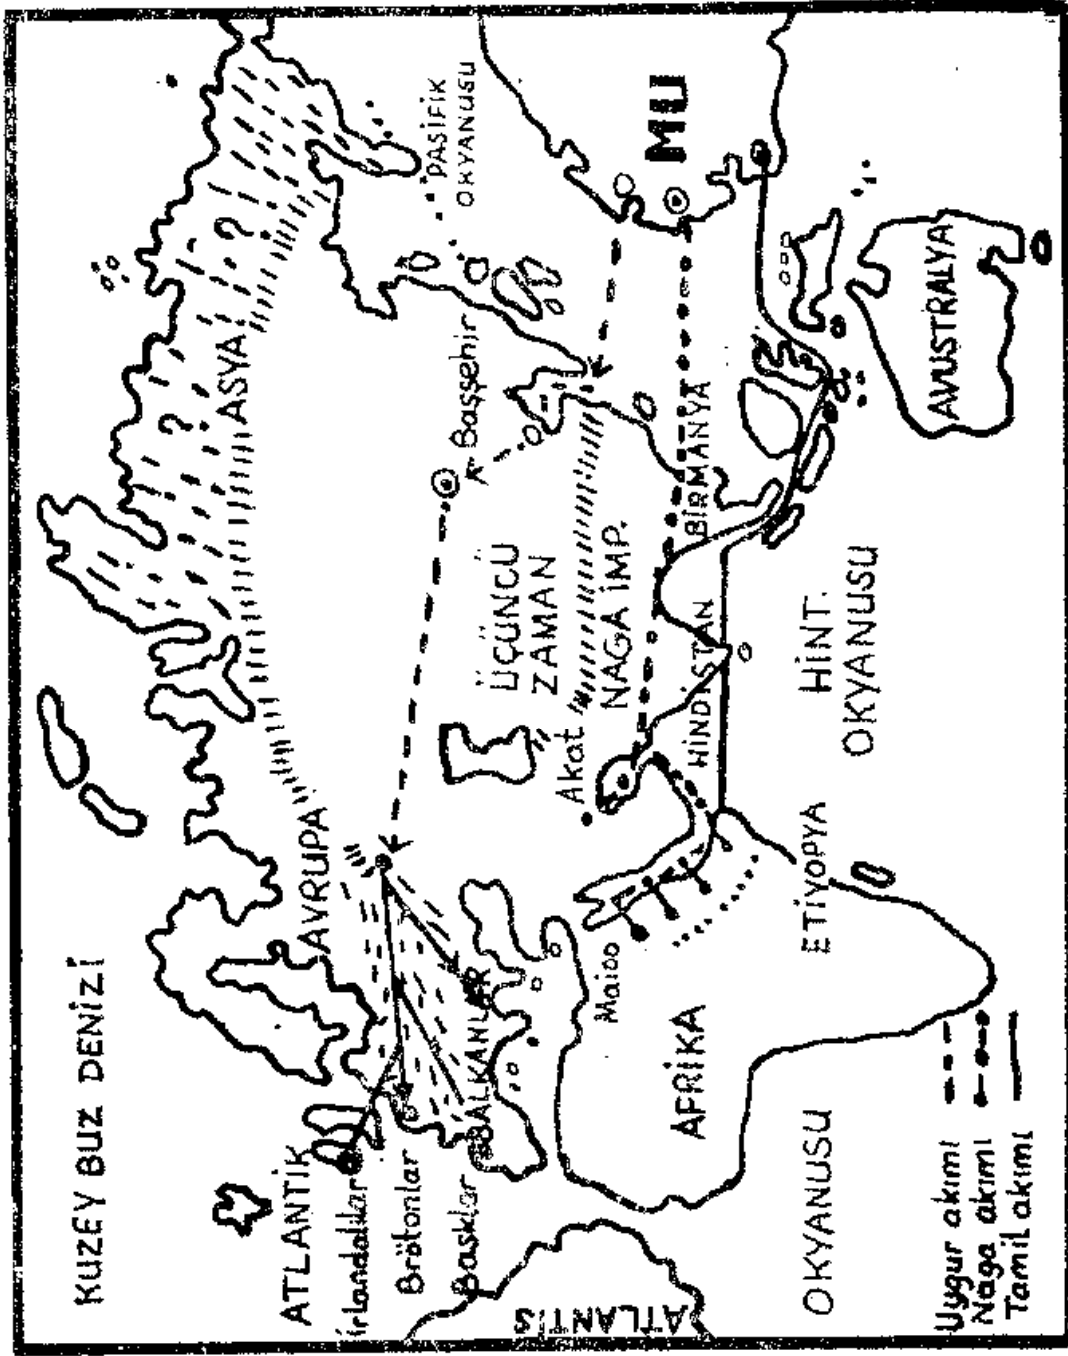 KUZEY BUZ DENİZİ
ATLANTİK
İrlandalılar
Brötonlar
Basklar
ATLANTİS
BALKANLAR
AVRUPA
ASYA
?
?
PASİFİK
OKYANUSU
Başşehir
ÜÇÜNCÜ
ZAMAN
NAGA İMP.
Akat
MU
BİRMANYA
HİNDİSTAN
Maioo
AFRİKA
ETİYOPYA
HİNT.
OKYANUSU
AVUSTRALYA
OKYANUSU
Uygur akımı
Naga akımı
Tamil akımı